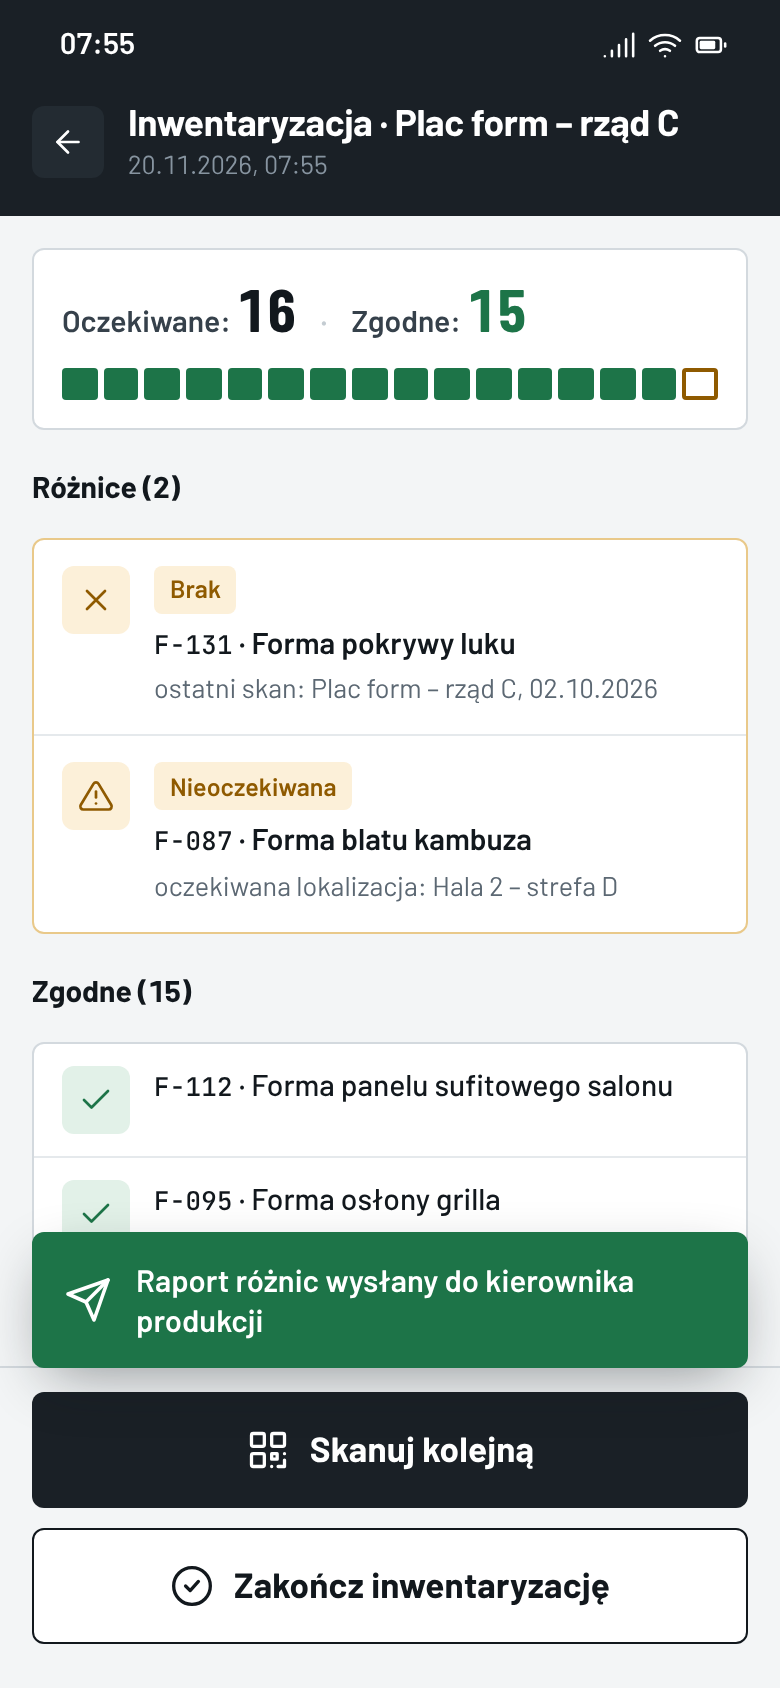 07:55
Inwentaryzacja · Plac form – rząd C
20.11.2026, 07:55
Oczekiwane: 16 · Zgodne: 15
Różnice (2)
Brak
F-131 · Forma pokrywy luku
ostatni skan: Plac form – rząd C, 02.10.2026
Nieoczekiwana
F-087 · Forma blatu kambuza
oczekiwana lokalizacja: Hala 2 – strefa D
Zgodne (15)
F-112 · Forma panelu sufitowego salonu
F-095 · Forma osłony grilla
Raport różnic wysłany do kierownika
produkcji
Skanuj kolejną
Zakończ inwentaryzację